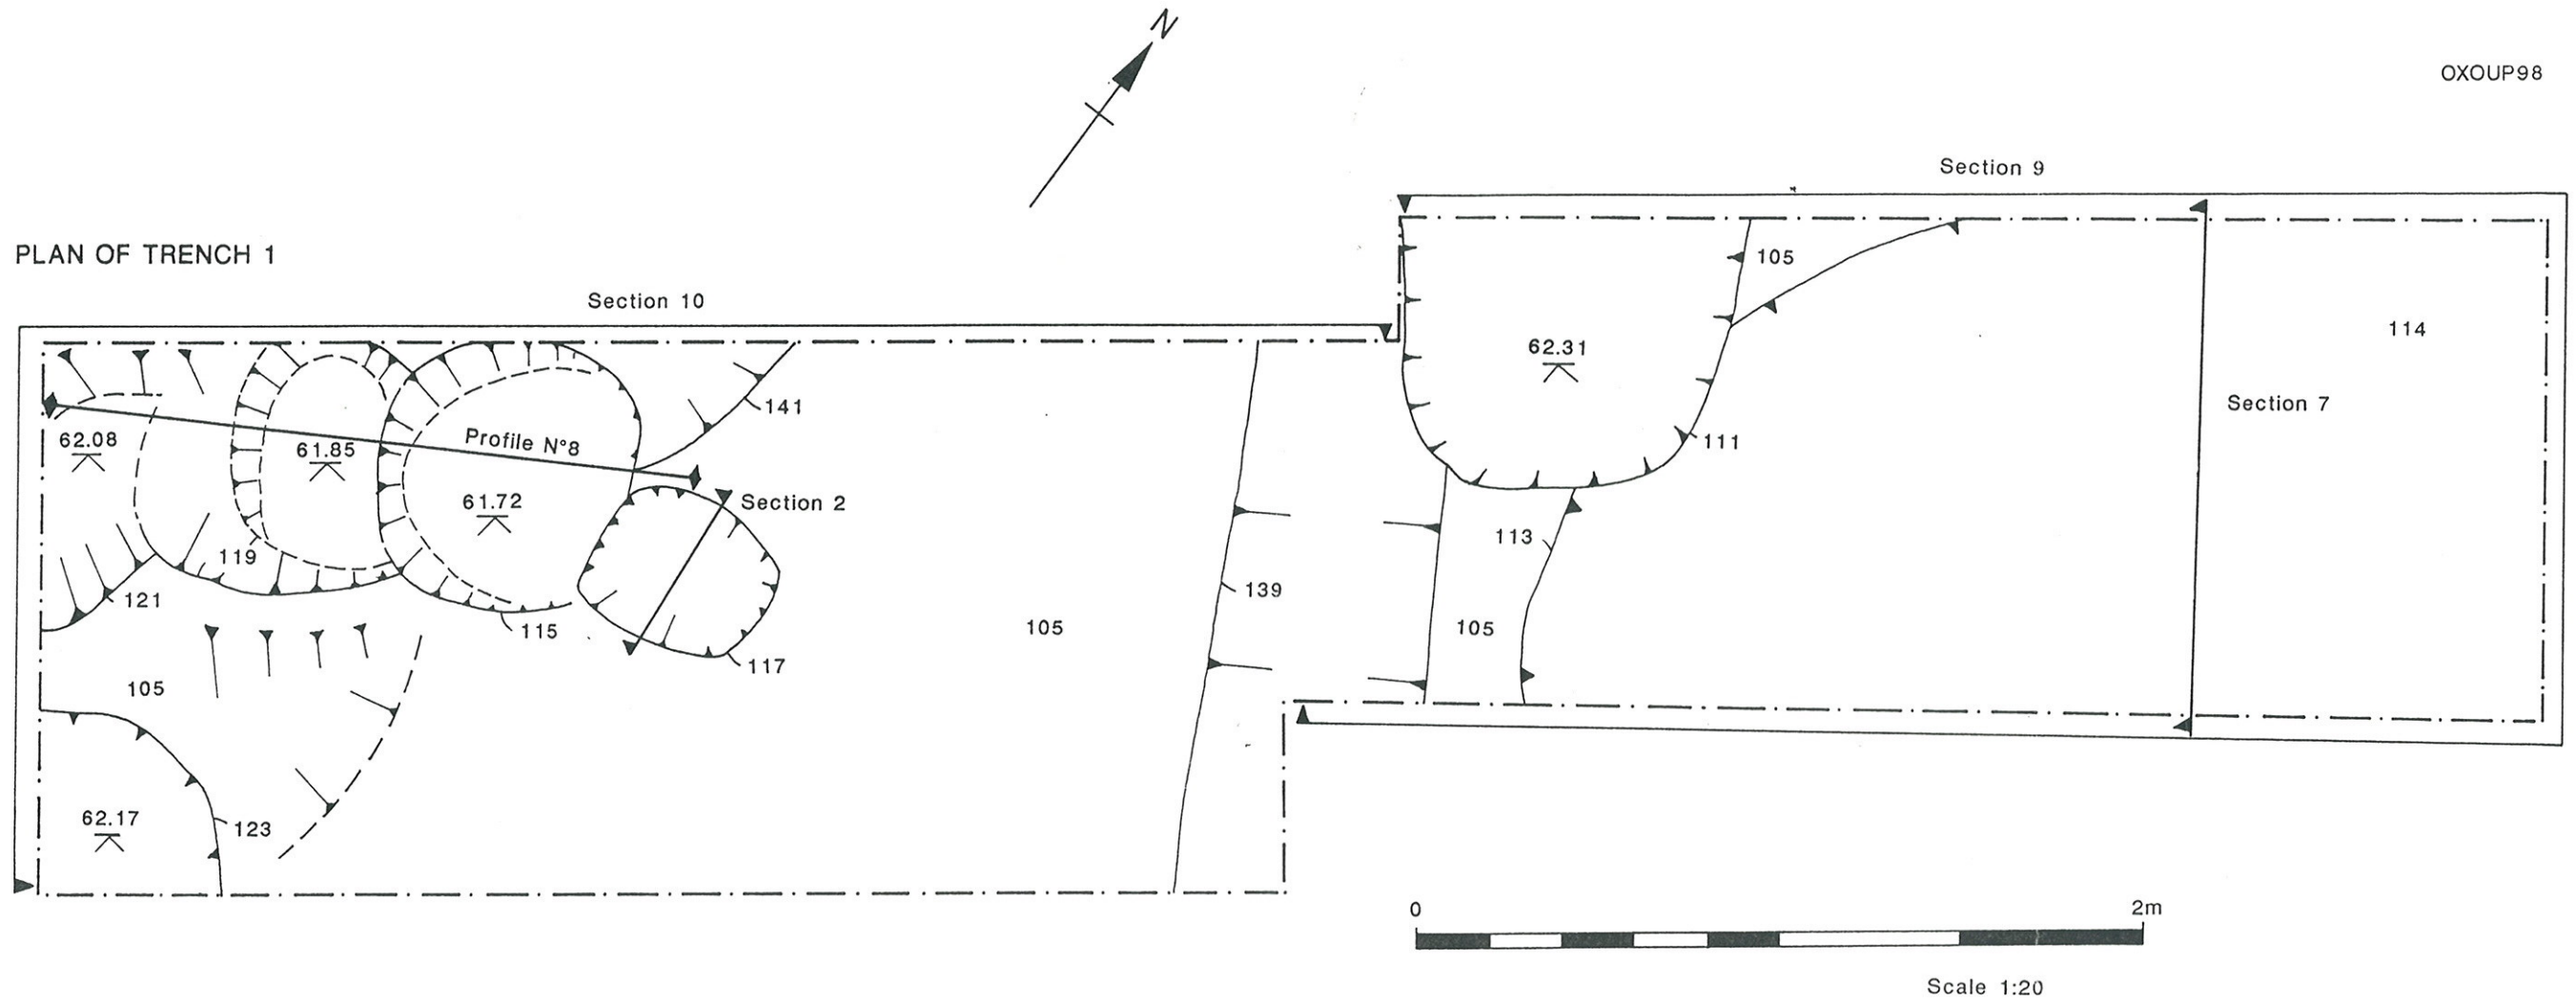 N
OXOUP98
Section 9
PLAN OF TRENCH 1
105
Section 10
114
62.31
141
Section 7
62.08
Profile N°8
61.85
111
61.72
Section 2
113
119
139
121
115
105
105
117
105
62.17
123
0 2m
Scale 1:20